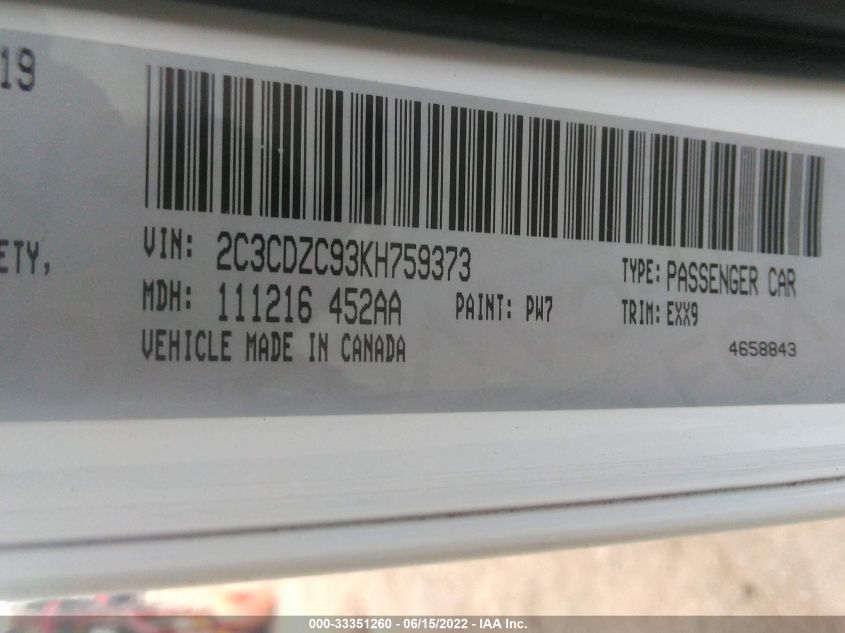 19
ETY,
VIN: 2C3CDZC93KH759373
TYPE: PASSENGER CAR
MDH: 111216 452AA
PAINT: PW7
TRIM: EXX9
VEHICLE MADE IN CANADA
4658843
000-33351260 - 06/15/2022 - IAA Inc.